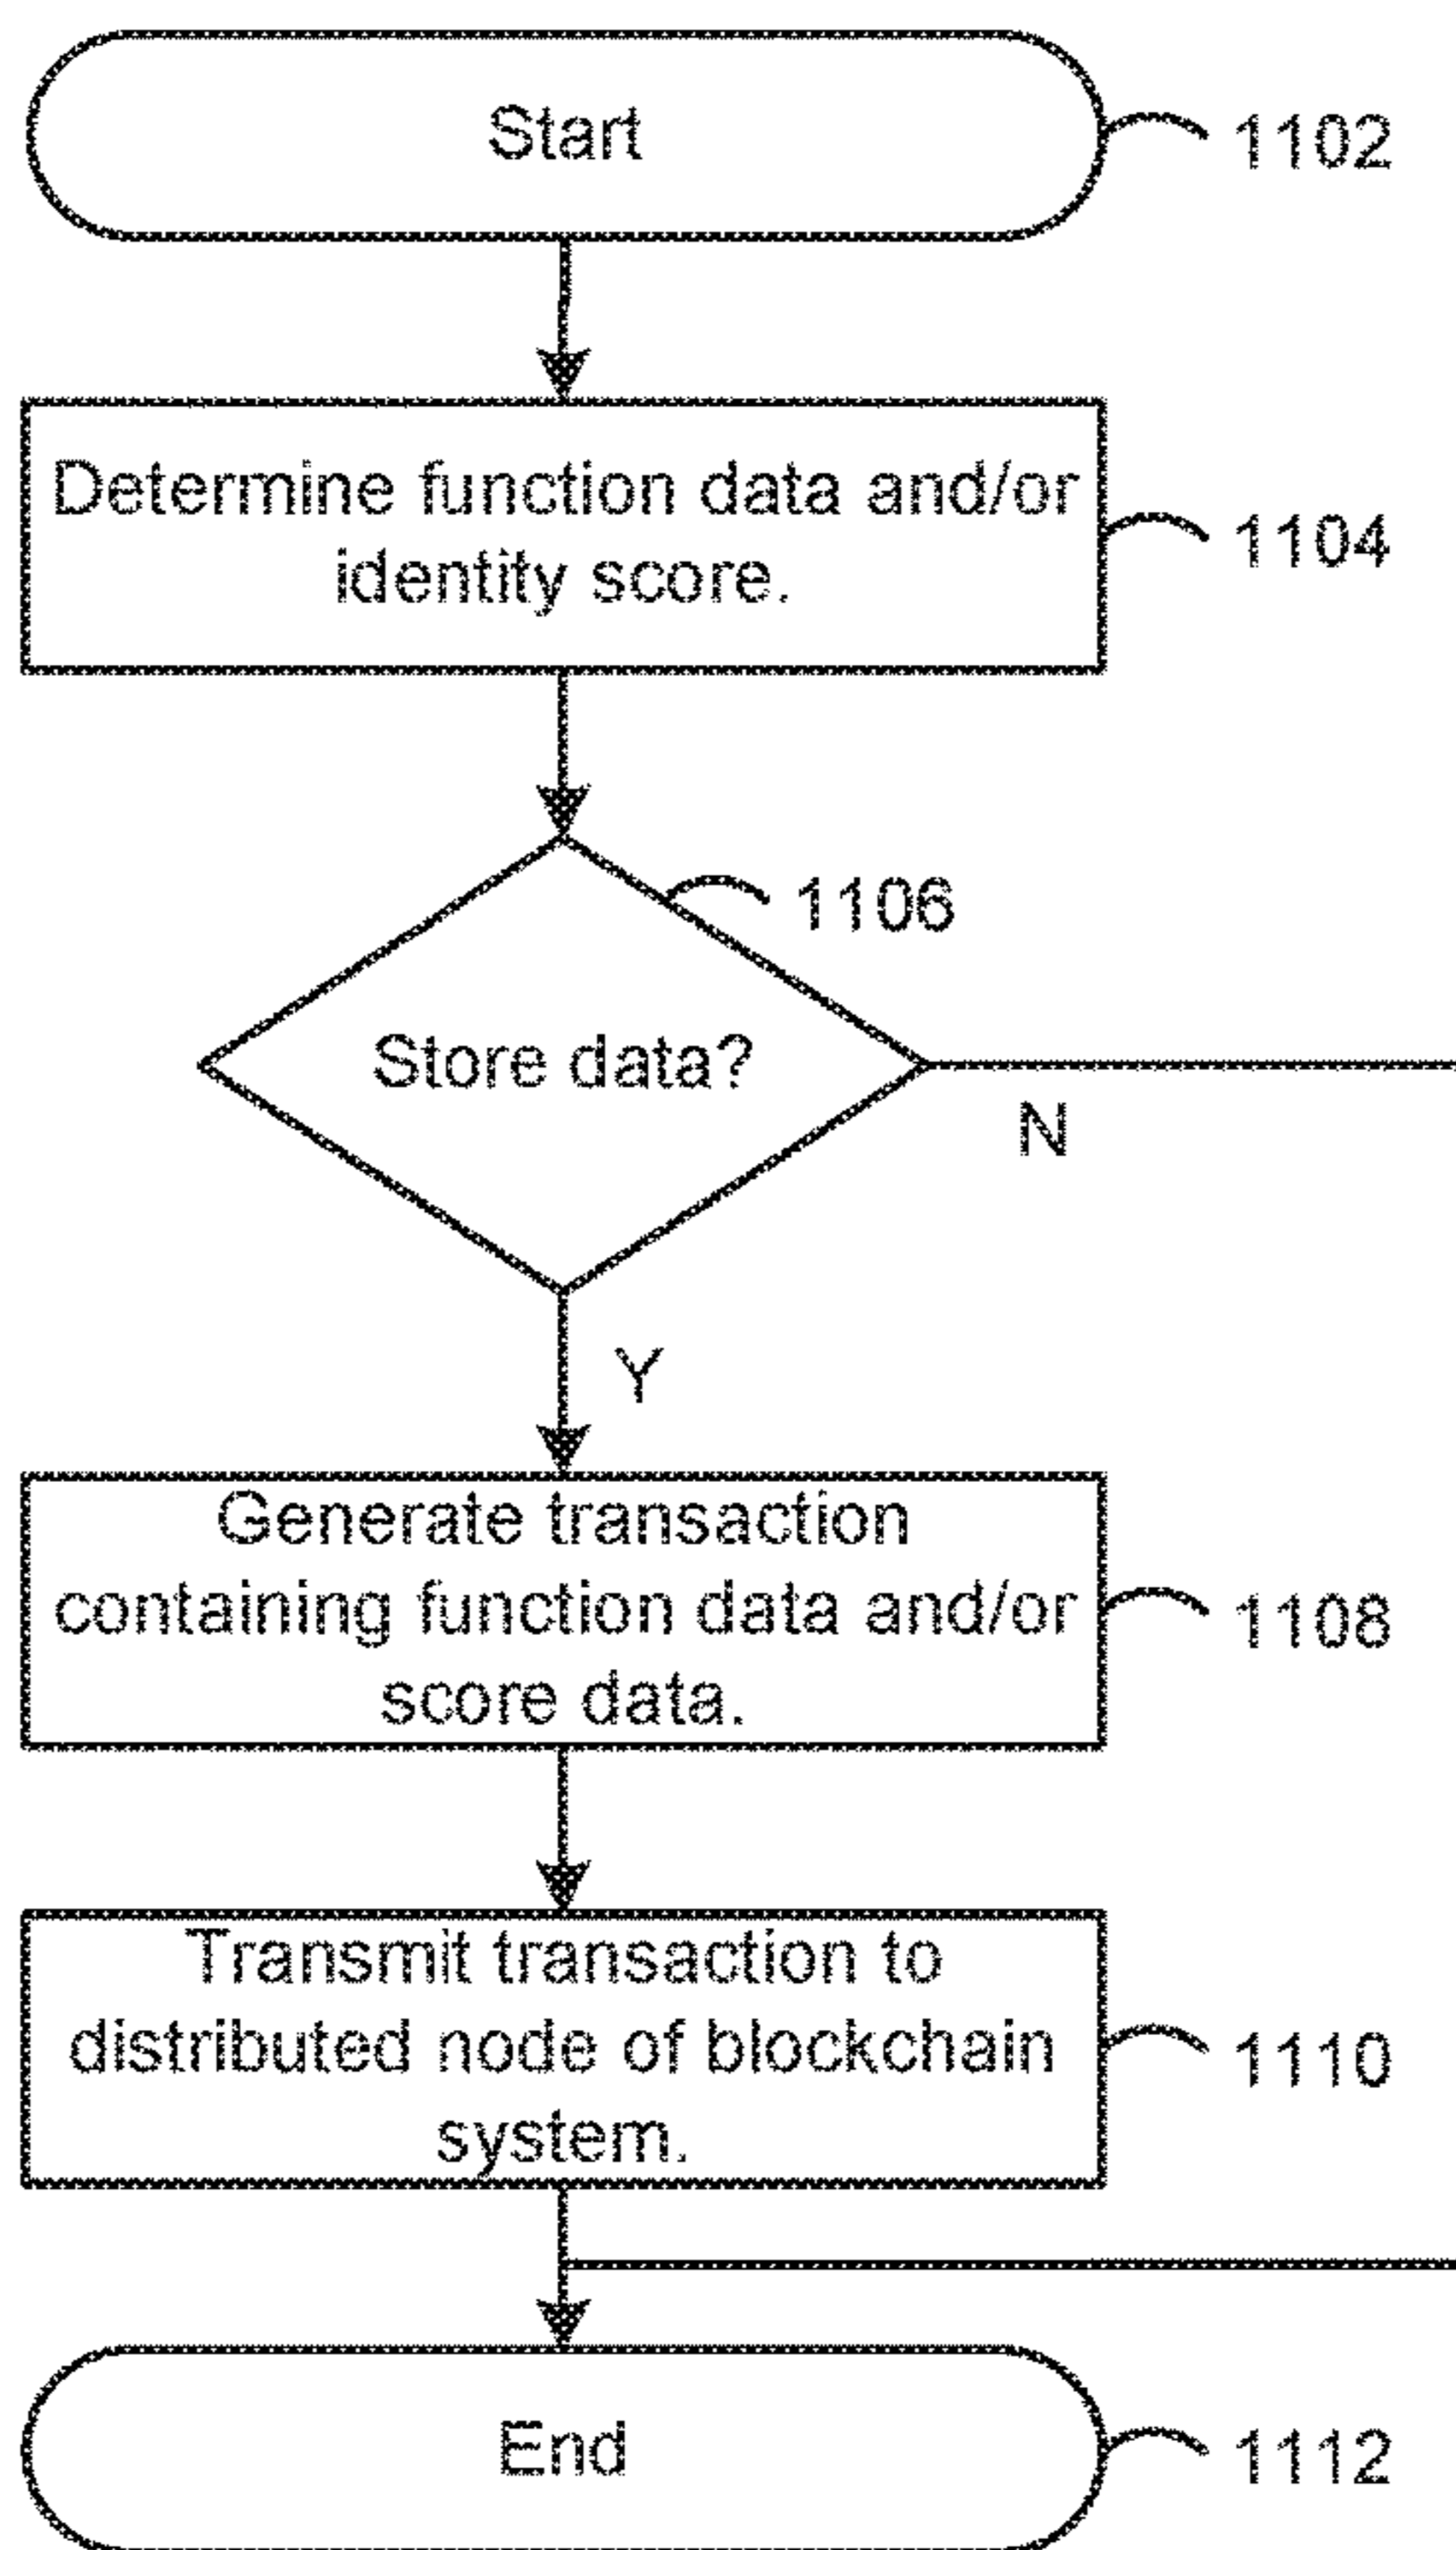 Start
1102
Determine function data and/or
identity score.
1104
1106
Store data?
N
Y
Generate transaction
containing function data and/or
score data.
1108
Transmit transaction to
distributed node of blockchain
system.
1110
End
1112